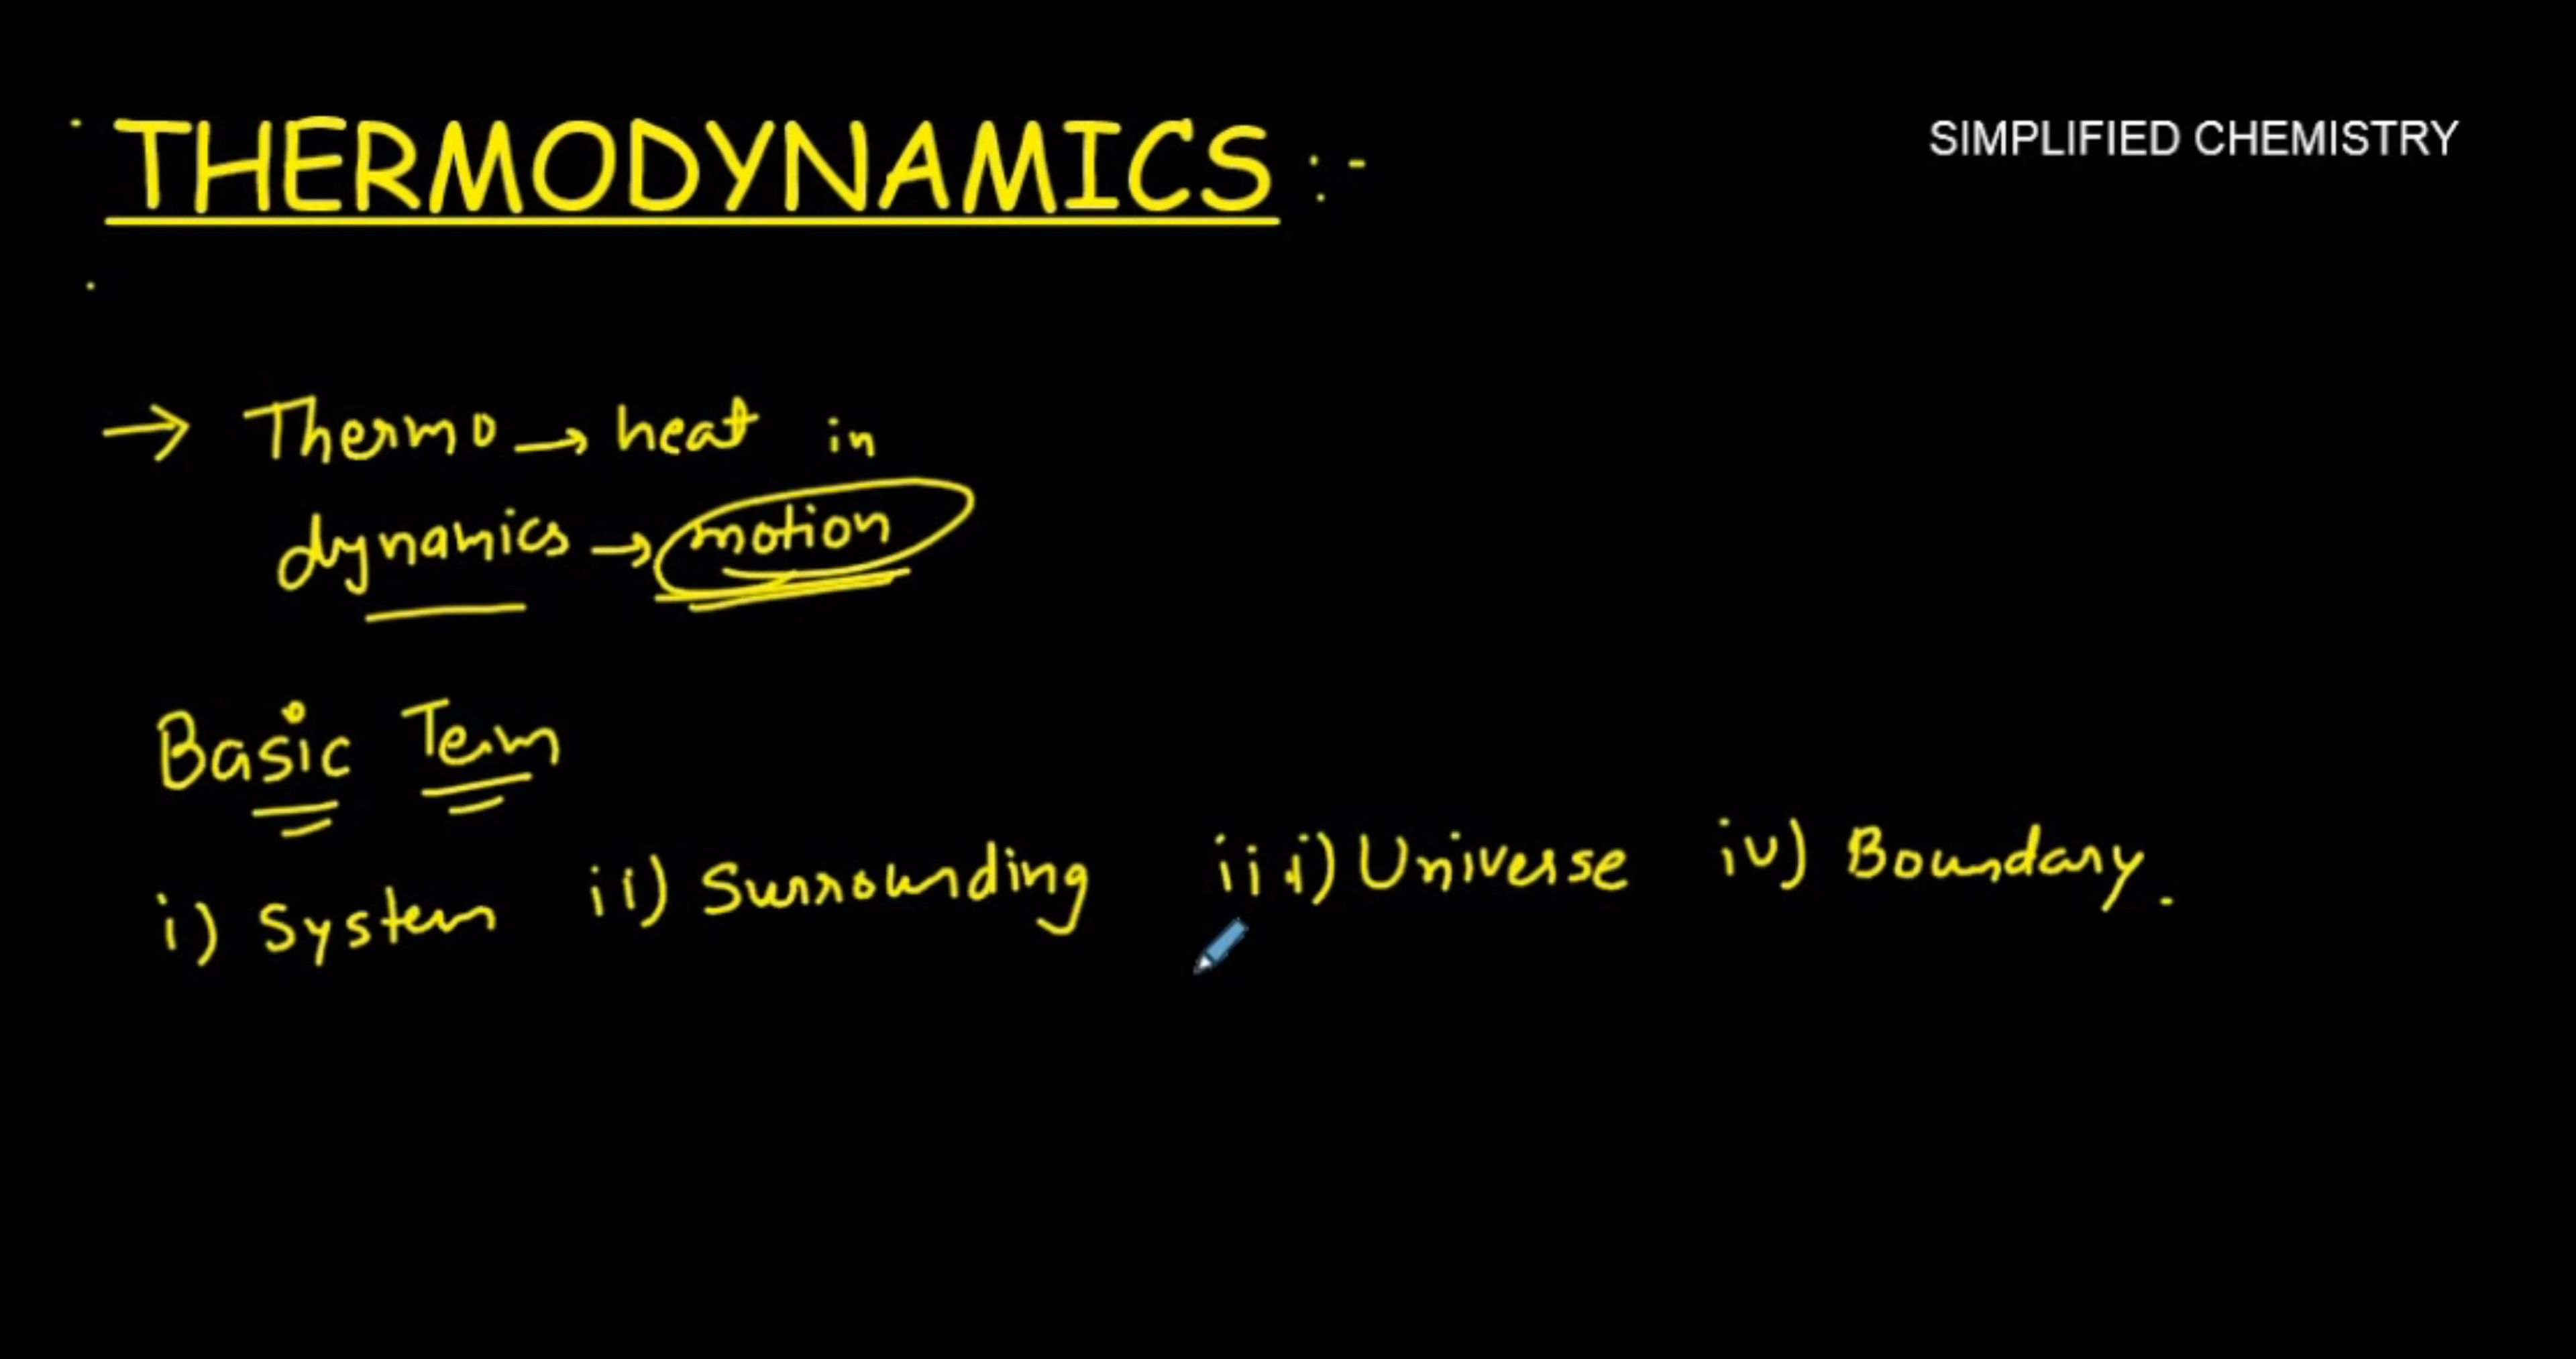 THERMODYNAMICS :-
SIMPLIFIED CHEMISTRY
→ Thermo → heat in
dynamics → motion
Basic Term
i) System ii) Surrounding iii) Universe iv) Boundary.